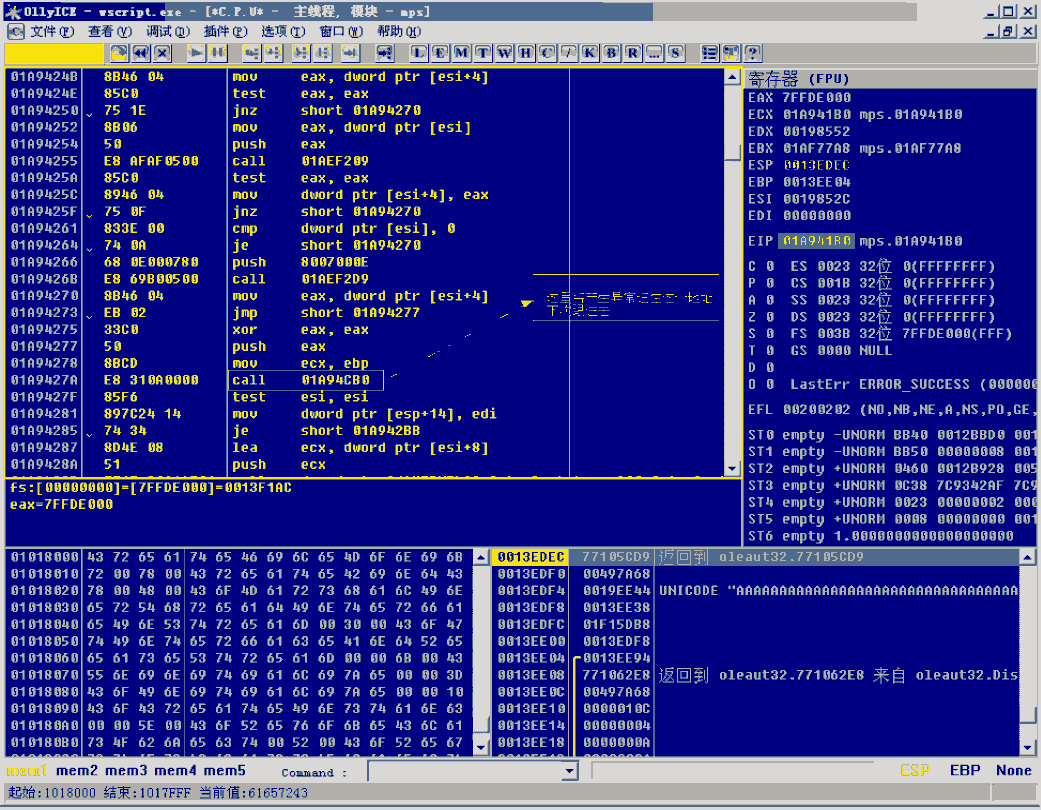 OllyICE - wscript.exe - [*C.P.U* - 主线程, 模块 - mps]
文件(F) 查看(V) 调试(D) 插件(P) 选项(T) 窗口(W) 帮助(H)
L E M T W H C / K B R ... S
01A9424B 8B46 04 mov eax, dword ptr [esi+4]
01A9424E 85C0 test eax, eax
01A94250 75 1E jnz short 01A94270
01A94252 8B06 mov eax, dword ptr [esi]
01A94254 50 push eax
01A94255 E8 AFAF0500 call 01AEF209
01A9425A 85C0 test eax, eax
01A9425C 8946 04 mov dword ptr [esi+4], eax
01A9425F 75 0F jnz short 01A94270
01A94261 833E 00 cmp dword ptr [esi], 0
01A94264 74 0A je short 01A94270
01A94266 68 0E000780 push 8007000E
01A9426B E8 69B00500 call 01AEF2D9
01A94270 8B46 04 mov eax, dword ptr [esi+4]
01A94273 EB 02 jmp short 01A94277
01A94275 33C0 xor eax, eax
01A94277 50 push eax
01A94278 8BCD mov ecx, ebp
01A9427A E8 310A0000 call 01A94CB0
01A9427F 85F6 test esi, esi
01A94281 897C24 14 mov dword ptr [esp+14], edi
01A94285 74 34 je short 01A942BB
01A94287 8D4E 08 lea ecx, dword ptr [esi+8]
01A9428A 51 push ecx
fs:[00000000]=[7FFDE000]=0013F1AC
eax=7FFDE000
寄存器 (FPU)
EAX 7FFDE000
ECX 01A941B0 mps.01A941B0
EDX 00198552
EBX 01AF77A8 mps.01AF77A8
ESP 0013EDEC
EBP 0013EE04
ESI 0019852C
EDI 00000000
EIP 01A941B0 mps.01A941B0
C 0 ES 0023 32位 0(FFFFFFFF)
P 0 CS 001B 32位 0(FFFFFFFF)
A 0 SS 0023 32位 0(FFFFFFFF)
Z 0 DS 0023 32位 0(FFFFFFFF)
S 0 FS 003B 32位 7FFDE000(FFF)
T 0 GS 0000 NULL
D 0
O 0 LastErr ERROR_SUCCESS (000000
EFL 00200202 (NO,NB,NE,A,NS,PO,GE,
ST0 empty -UNORM BB40 0012BBD0 001
ST1 empty -UNORM BB50 00000008 001
ST2 empty +UNORM 0460 0012B928 005
ST3 empty +UNORM 0C38 7C9342AF 7C9
ST4 empty +UNORM 0023 00000002 000
ST5 empty +UNORM 0008 00000000 001
ST6 empty 1.0000000000000000000
01018000 43 72 65 61 74 65 46 69 6C 65 4D 6F 6E 69 6B
01018010 72 00 78 00 43 72 65 61 74 65 42 69 6E 64 43
01018020 78 00 48 00 43 6F 4D 61 72 73 68 61 6C 49 6E
01018030 65 72 54 68 72 65 61 64 49 6E 74 65 72 66 61
01018040 65 49 6E 53 74 72 65 61 6D 00 30 00 43 6F 47
01018050 74 49 6E 74 65 72 66 61 63 65 41 6E 64 52 65
01018060 65 61 73 65 53 74 72 65 61 6D 00 00 6B 00 43
01018070 55 6E 69 6E 69 74 69 61 6C 69 7A 65 00 00 3D
01018080 43 6F 49 6E 69 74 69 61 6C 69 7A 65 00 00 10
01018090 43 6F 43 72 65 61 74 65 49 6E 73 74 61 6E 63
010180A0 00 00 5E 00 43 6F 52 65 76 6F 6B 65 43 6C 61
010180B0 73 4F 62 6A 65 63 74 00 52 00 43 6F 52 65 67
0013EDEC 77105CD9 返回到 oleaut32.77105CD9
0013EDF0 00497A68
0013EDF4 0019EE44 UNICODE "AAAAAAAAAAAAAAAAAAAAAAAAAAAAAAAAA
0013EDF8 0013EE38
0013EDFC 01F15DB8
0013EE00 0013EDF8
0013EE04 0013EE94
0013EE08 771062E8 返回到 oleaut32.771062E8 来自 oleaut32.Dis
0013EE0C 00497A68
0013EE10 0000010C
0013EE14 00000004
0013EE18 0000000A
mem1 mem2 mem3 mem4 mem5 Command : ESP EBP None
起始:1018000 结束:1017FFF 当前值:61657243